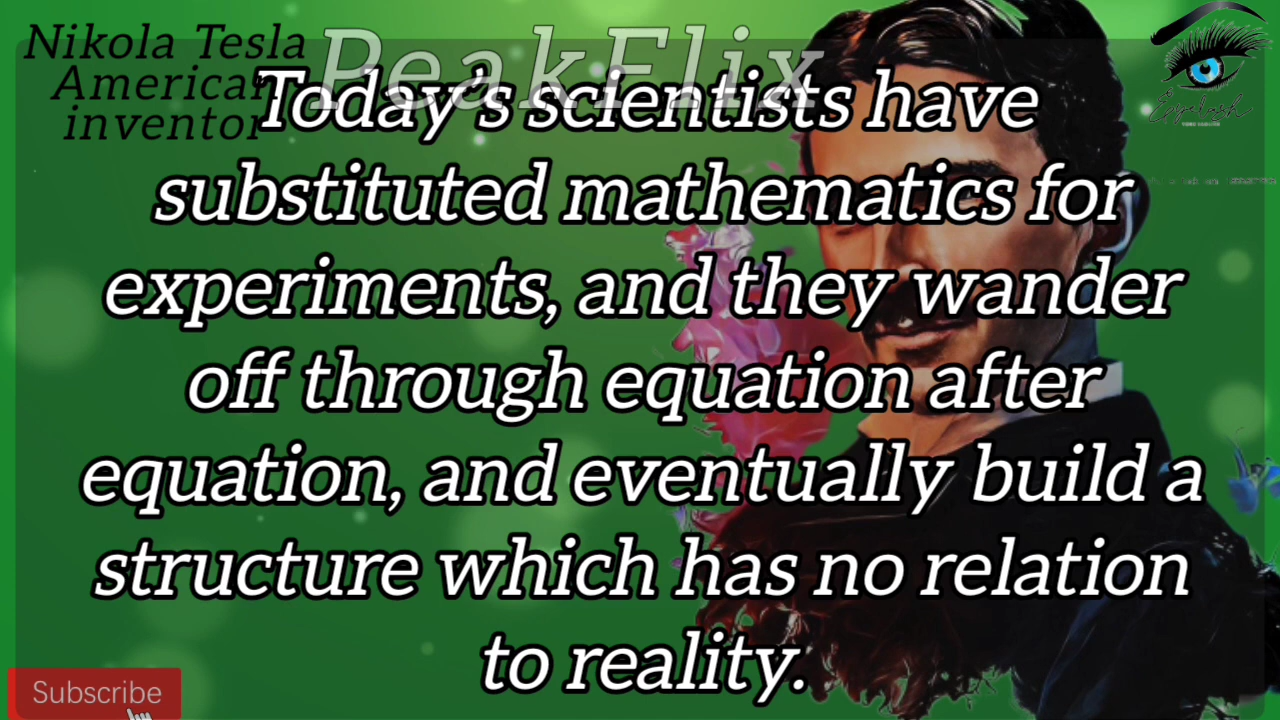 Nikola Tesla
American
inventor
PeakFlix
Today's scientists have
substituted mathematics for
experiments, and they wander
off through equation after
equation, and eventually build a
structure which has no relation
to reality.
Eyelash
Subscribe